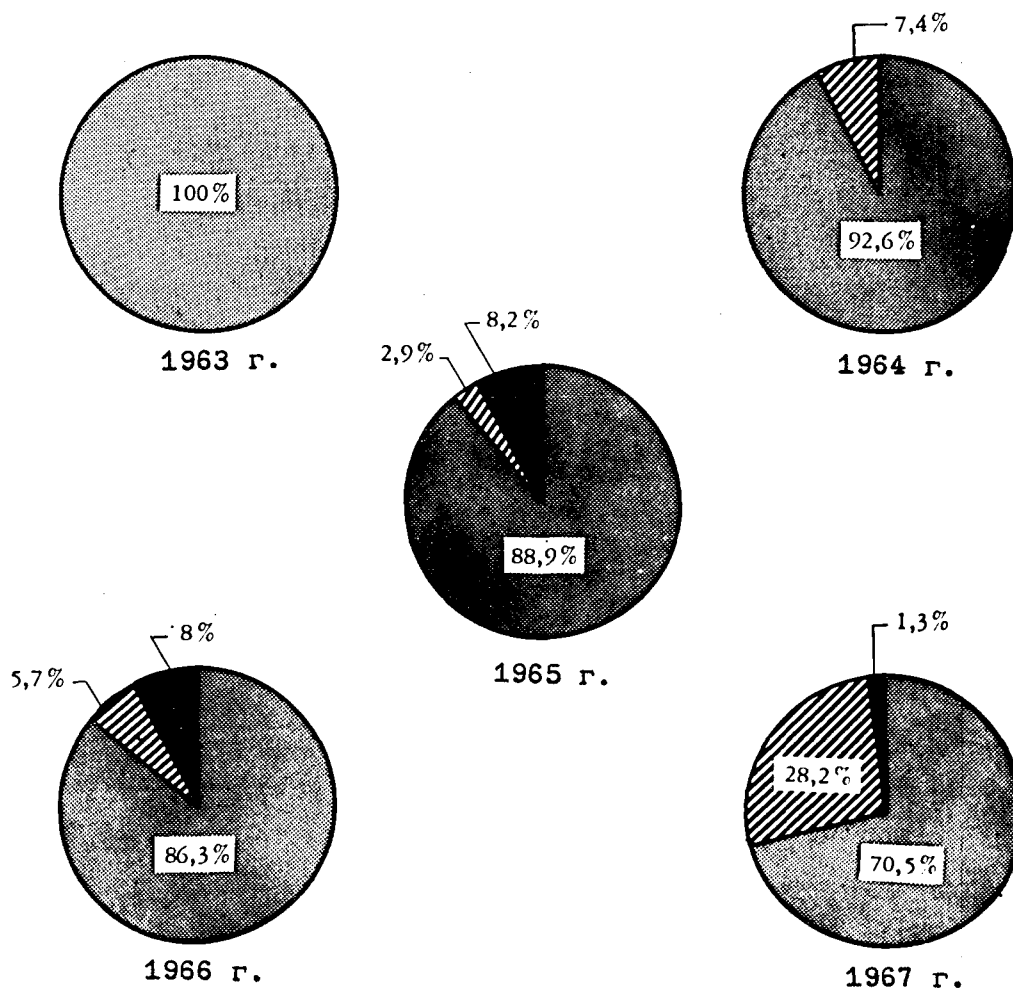 7,4%
100%
92,6%
1963 г.
1964 г.
8,2%
2,9%
88,9%
1965 г.
8%
5,7%
86,3%
1966 г.
1,3%
28,2%
70,5%
1967 г.